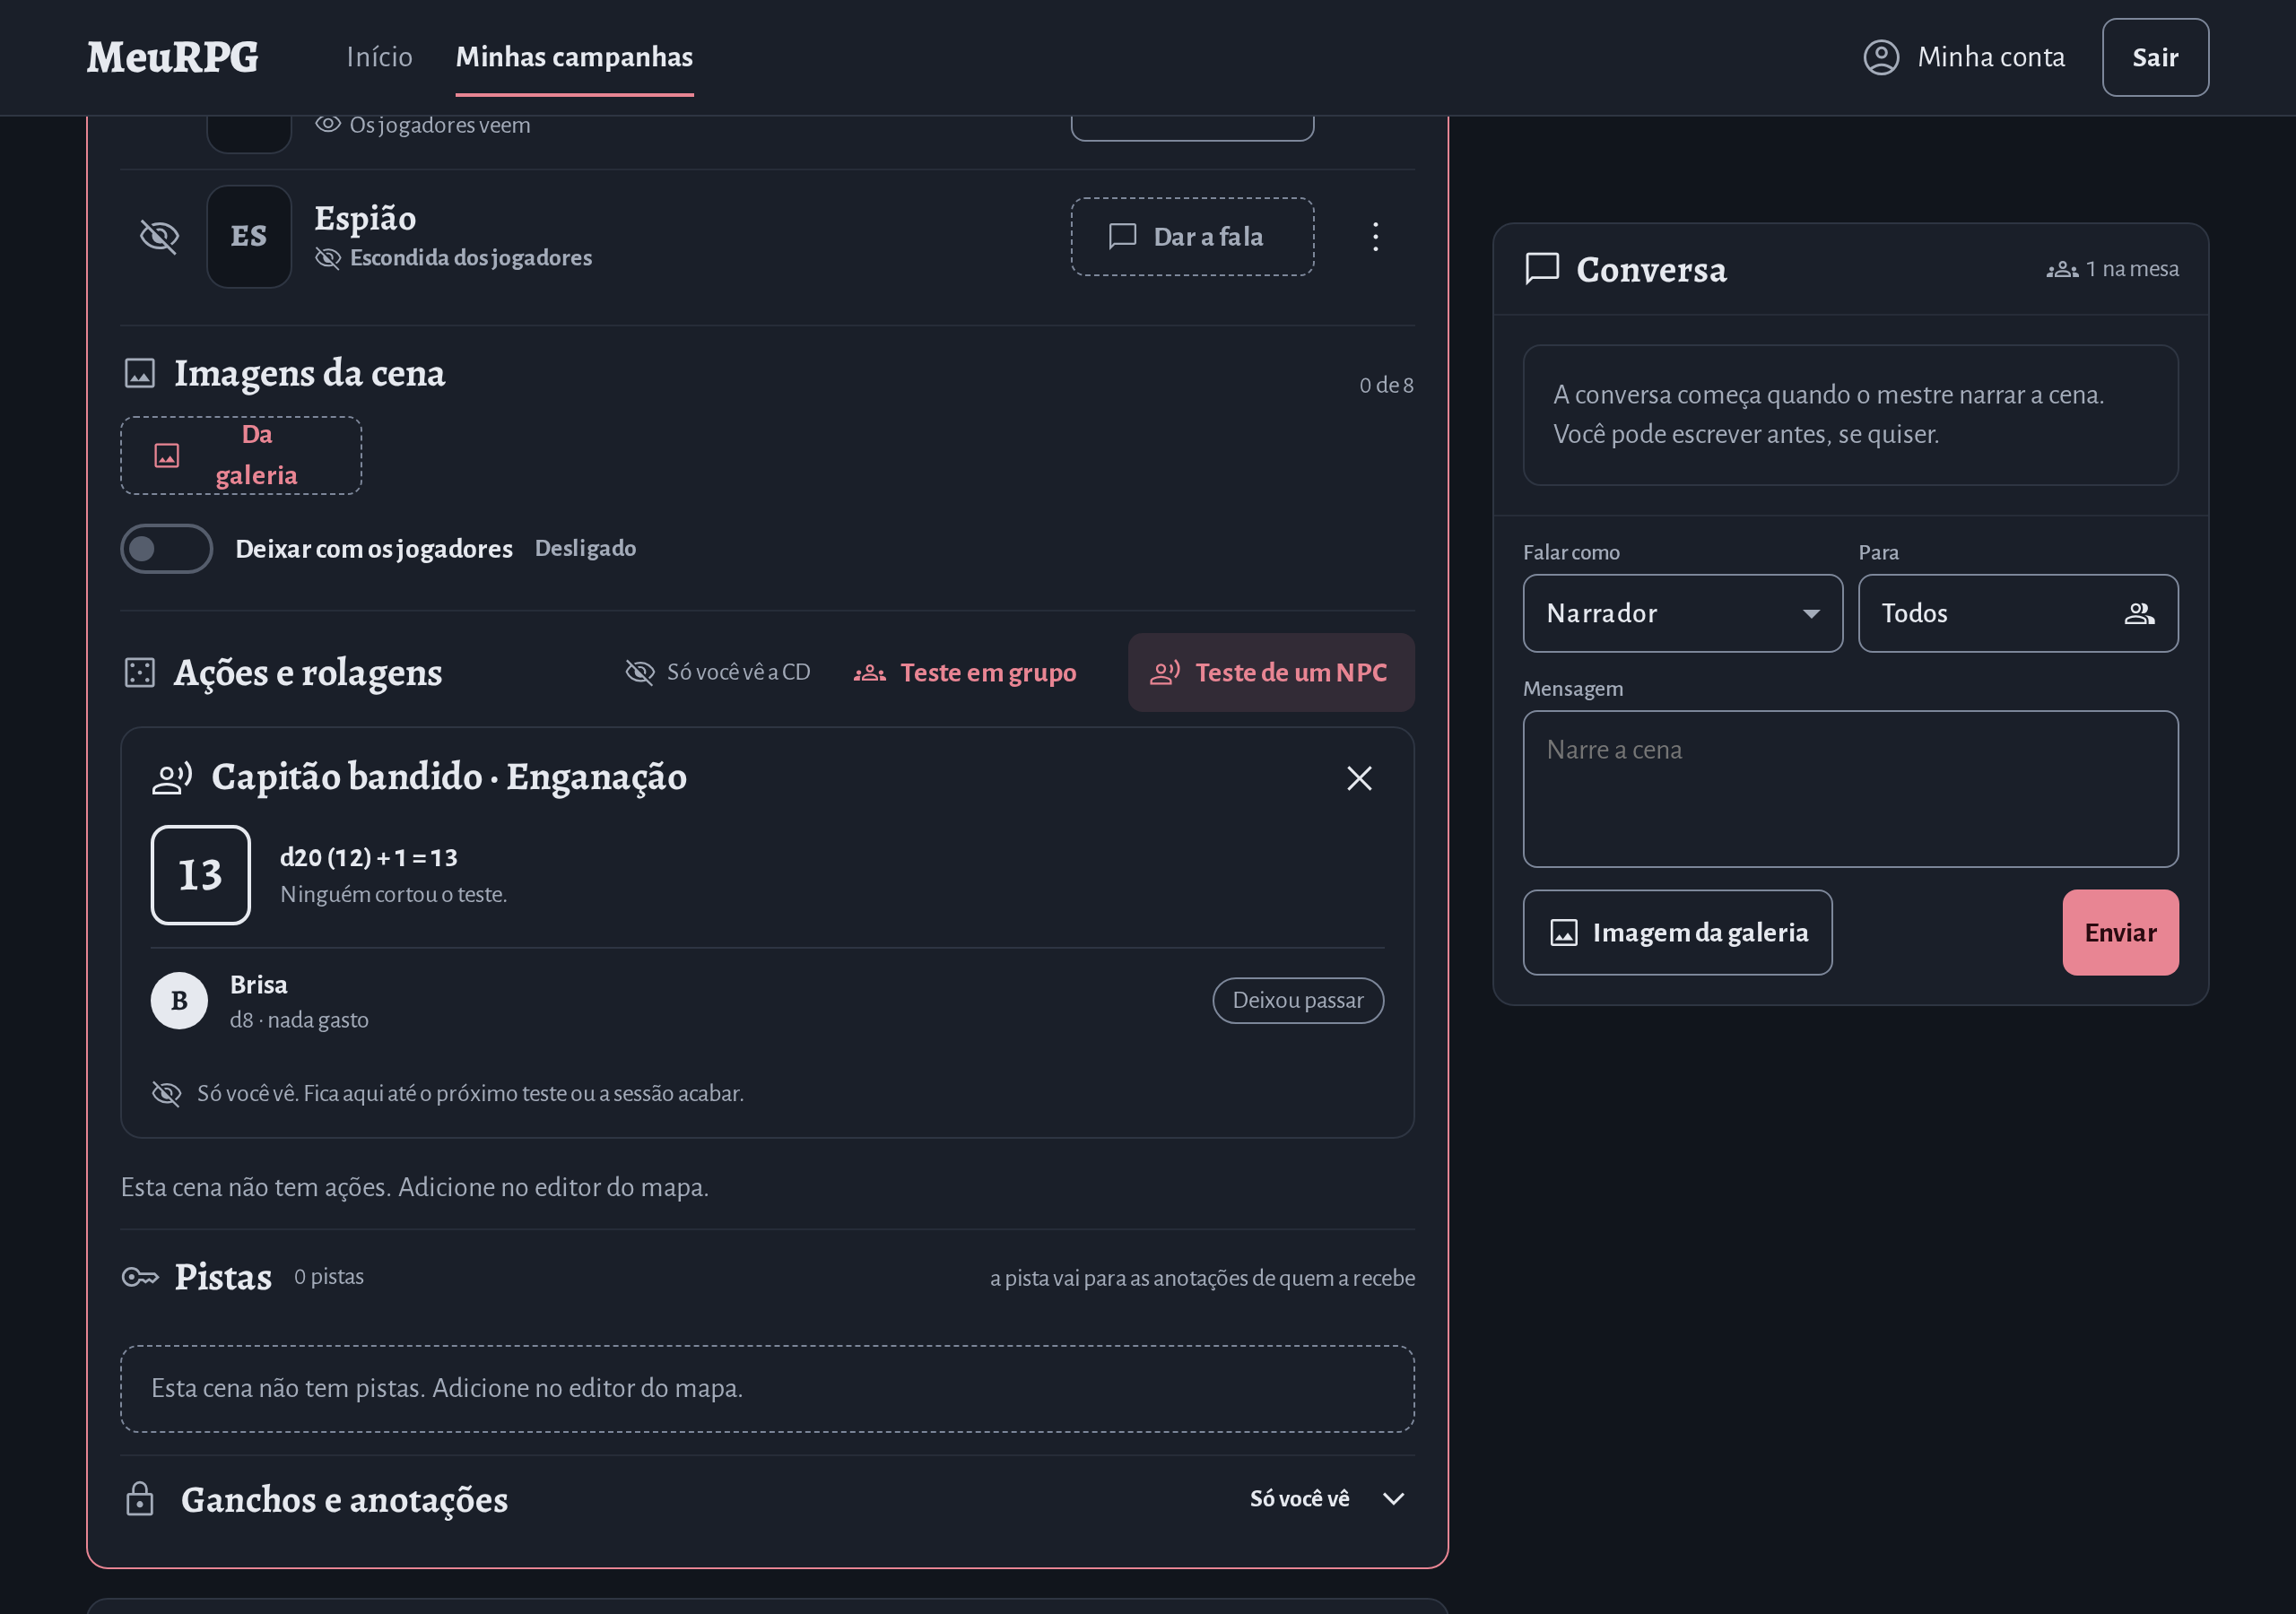 MeuRPG
Início
Minhas campanhas
Minha conta
Sair
Os jogadores veem
ES
Espião
Escondida dos jogadores
Dar a fala
Imagens da cena
0 de 8
Da
galeria
Deixar com os jogadores
Desligado
Ações e rolagens
Só você vê a CD
Teste em grupo
Teste de um NPC
Capitão bandido · Enganação
13
d20 (12) + 1 = 13
Ninguém cortou o teste.
B
Brisa
d8 · nada gasto
Deixou passar
Só você vê. Fica aqui até o próximo teste ou a sessão acabar.
Esta cena não tem ações. Adicione no editor do mapa.
Pistas
0 pistas
a pista vai para as anotações de quem a recebe
Esta cena não tem pistas. Adicione no editor do mapa.
Ganchos e anotações
Só você vê
Conversa
1 na mesa
A conversa começa quando o mestre narrar a cena.
Você pode escrever antes, se quiser.
Falar como
Para
Narrador
Todos
Mensagem
Narre a cena
Imagem da galeria
Enviar